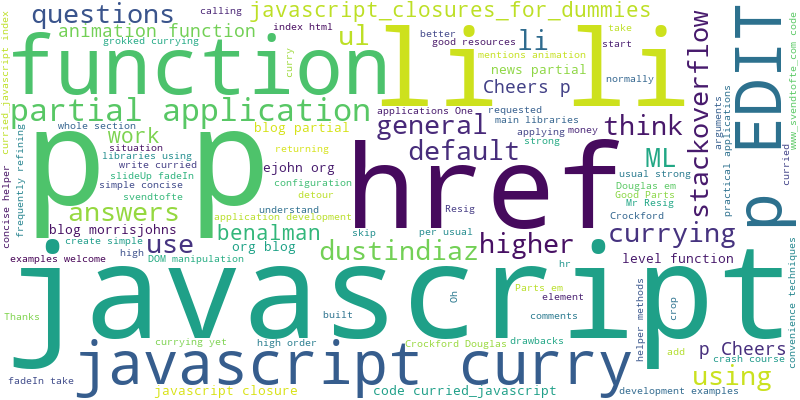 calling
questions
javascript_closures_for_dummies
animation function
index html
ul
better
take
grokked currying
good resources
start
li
mentions animation
function
li li
news partial
normally
curry
Cheers p
stackoverflow
p EDIT
partial application
applications One
requested
main libraries
whole section
blog partial
general
applying
money
think
situation
strong
work
libraries using
returning
default
ML
write curried
ejohn org
usual strong
slideUp fadeIn
configuration
Douglas em
simple concise
detour
Good Parts
svendtofte
Mr Resig
p p
href
answers
application development
Resig
Crockford
blog morrisjohns
benalman
understand
skip
per usual
currying
use
create simple
high
org blog
dustindiaz
higher
hr
level function
examples welcome
DOM manipulation
Oh
javascript
Parts em
element
Thanks
built
comments
currying yet
high order
Crockford Douglas
drawbacks
p Cheers
javascript curry
add
crash course
using
fadeIn take
javascript closure
code curried_javascript
development examples
curried_javascript index
frequently refining
concise helper
helper methods
crop
arguments
practical applications
curried
www.svendtofte_com code
convenience techniques